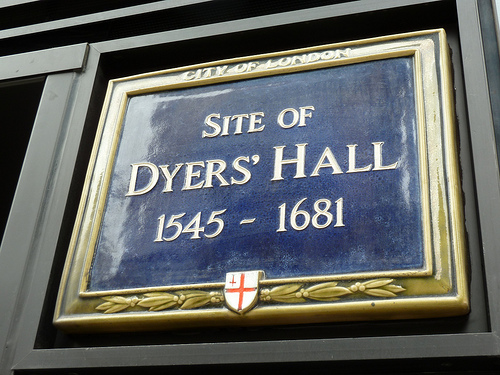 CITY OF LONDON
SITE OF
DYERS' HALL
1545 - 1681